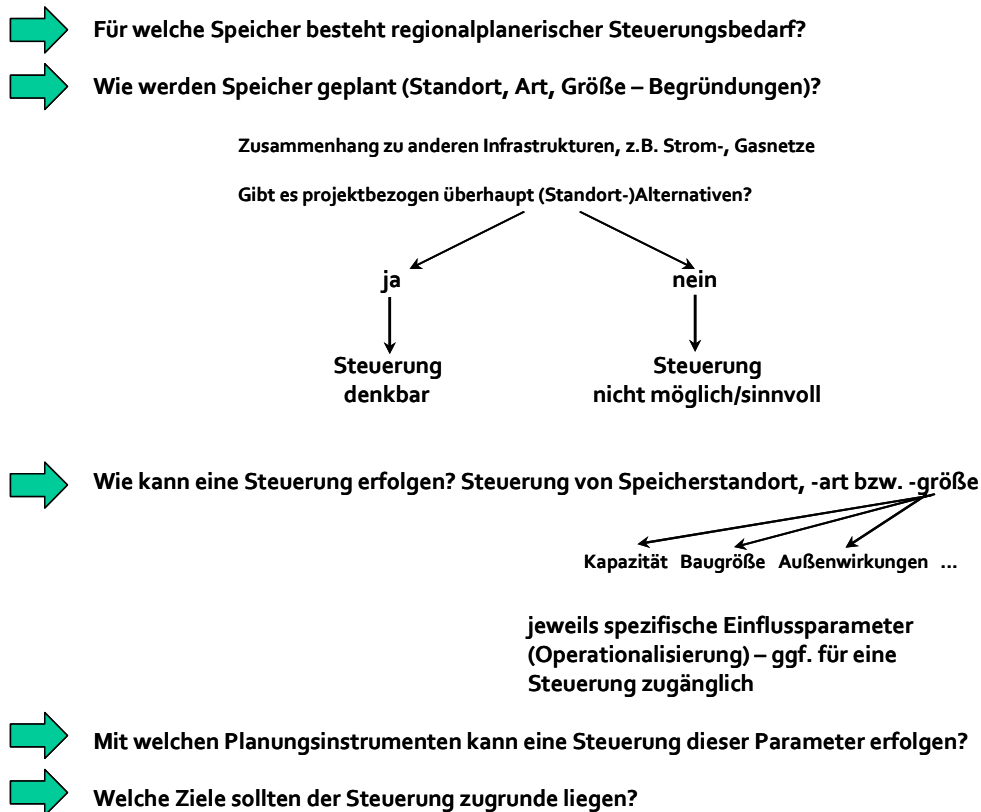 Für welche Speicher besteht regionalplanerischer Steuerungsbedarf?
Wie werden Speicher geplant (Standort, Art, Größe – Begründungen)?
Zusammenhang zu anderen Infrastrukturen, z.B. Strom-, Gasnetze
Gibt es projektbezogen überhaupt (Standort-)Alternativen?
ja
nein
Steuerung
denkbar
Steuerung
nicht möglich/sinnvoll
Wie kann eine Steuerung erfolgen? Steuerung von Speicherstandort, -art bzw. -größe
Kapazität Baugröße Außenwirkungen ...
jeweils spezifische Einflussparameter
(Operationalisierung) – ggf. für eine
Steuerung zugänglich
Mit welchen Planungsinstrumenten kann eine Steuerung dieser Parameter erfolgen?
Welche Ziele sollten der Steuerung zugrunde liegen?